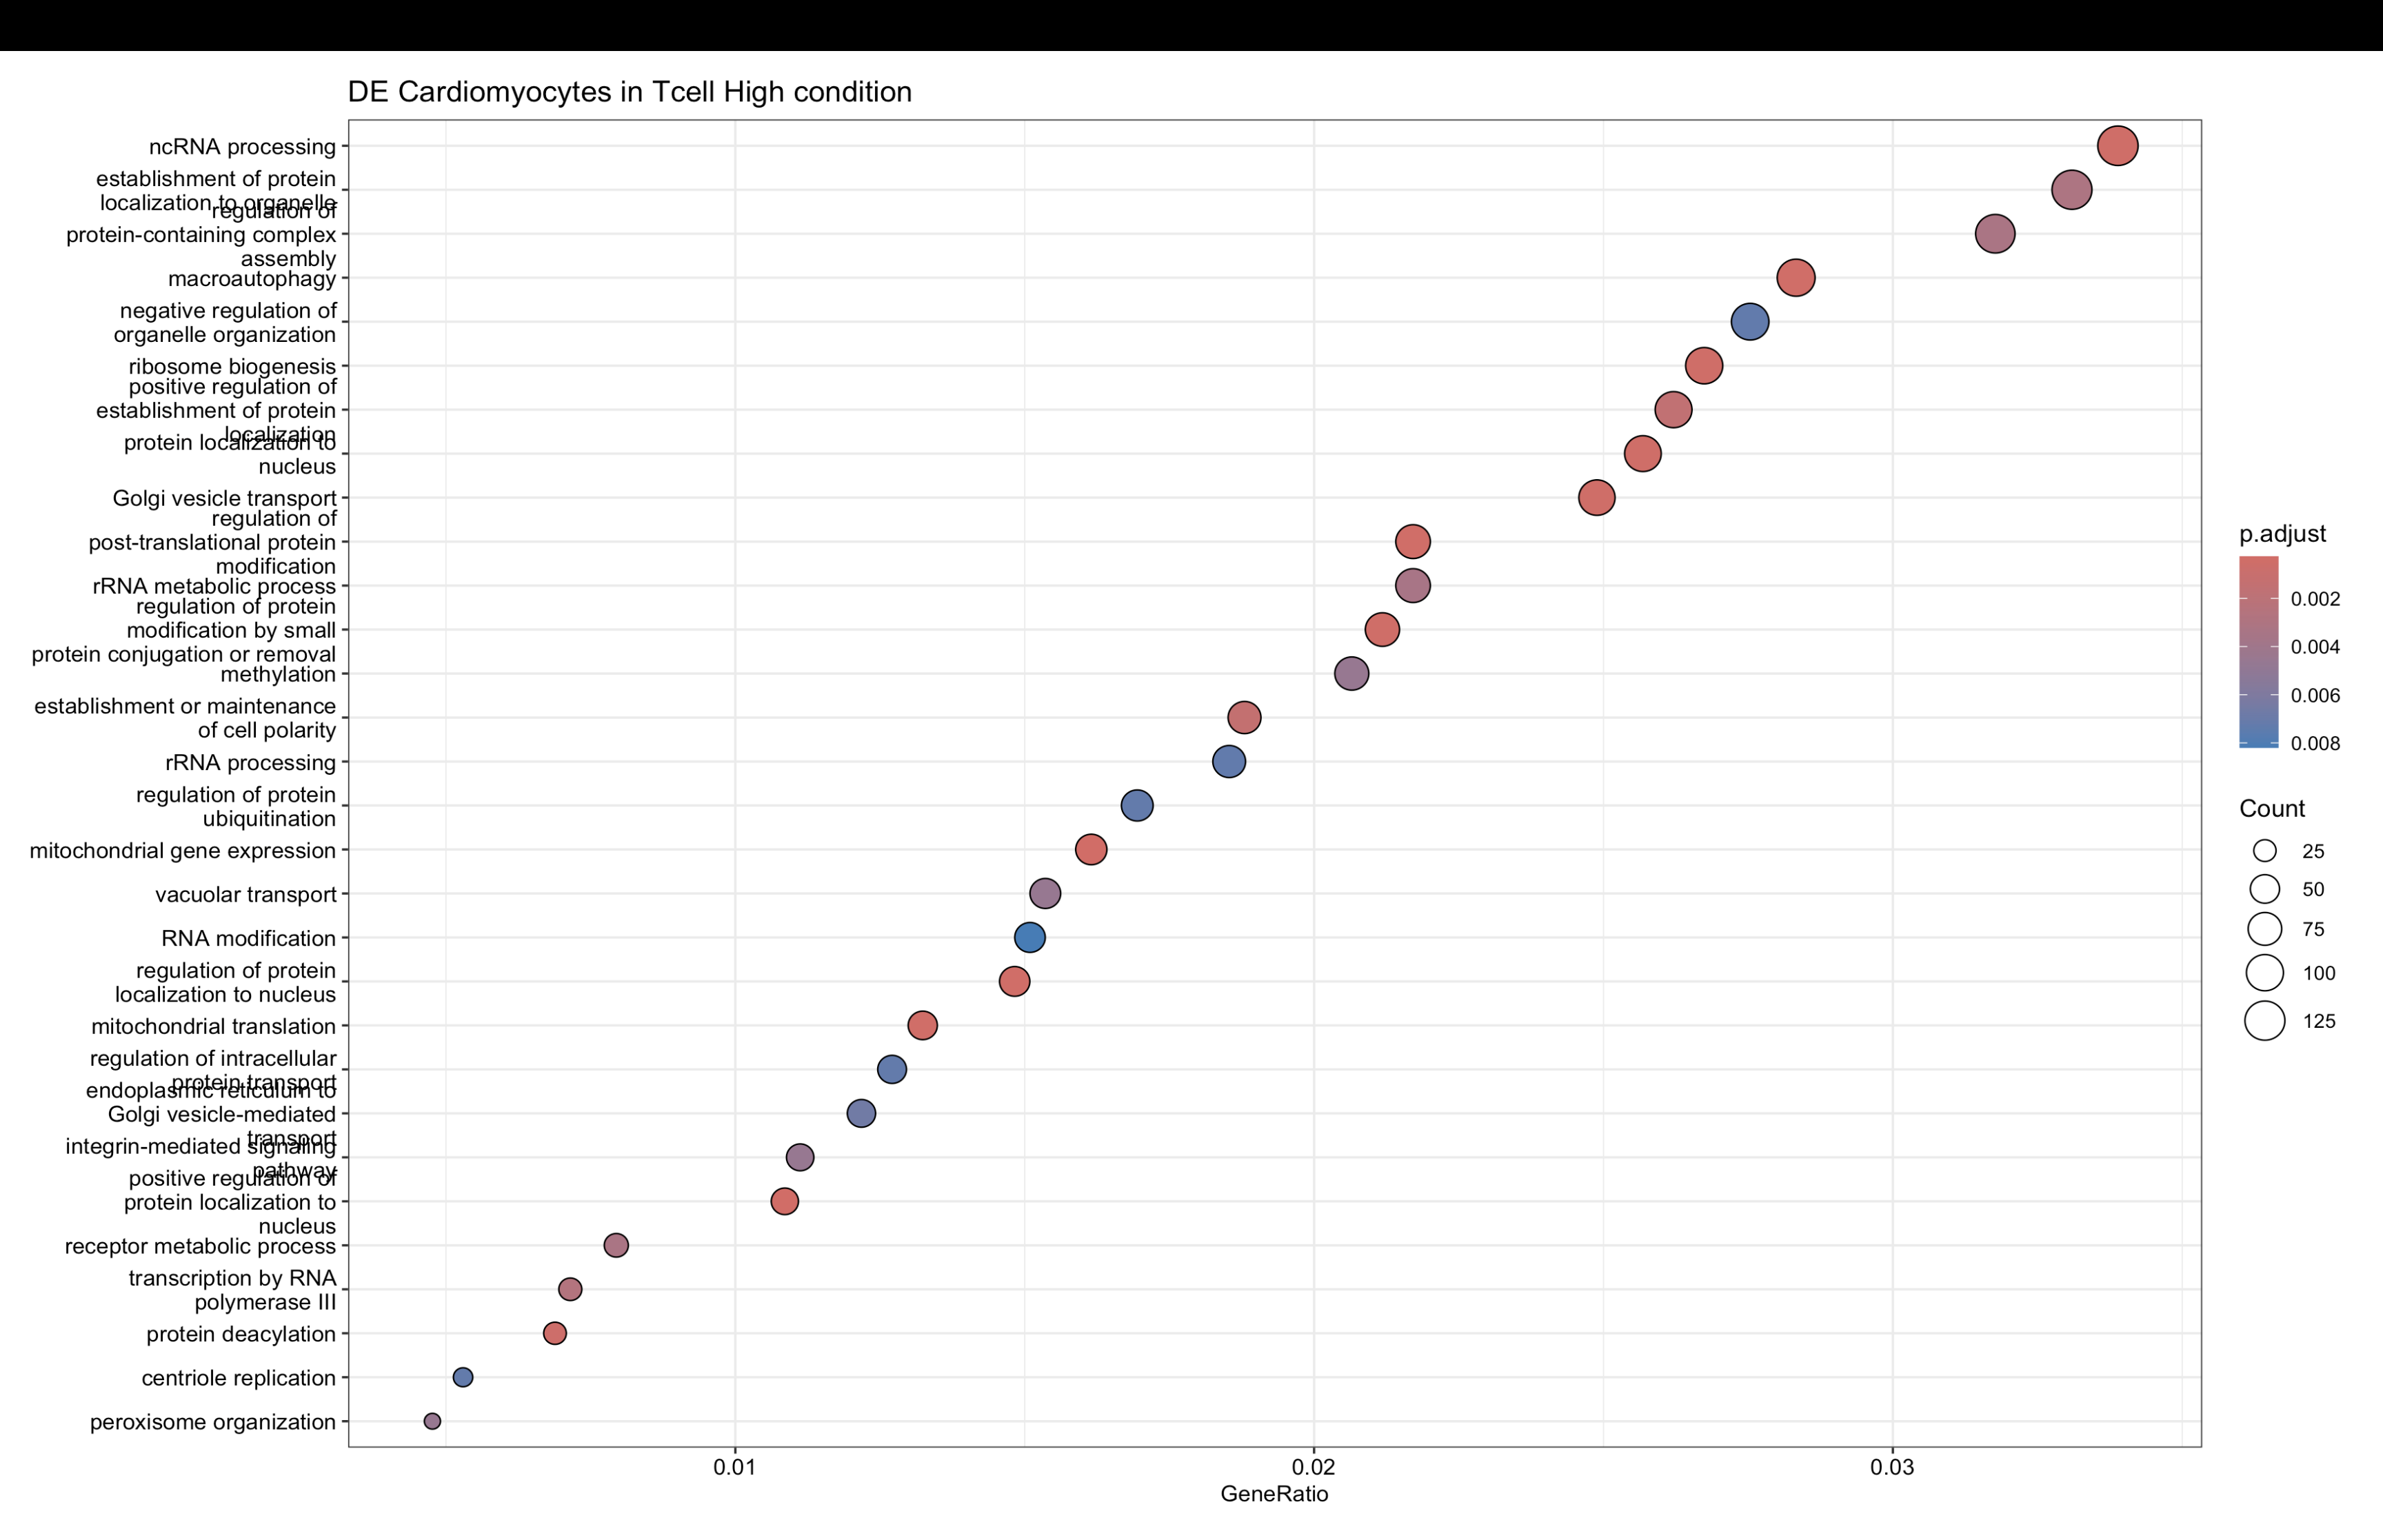 DE Cardiomyocytes in Tcell High condition
ncRNA processing
establishment of protein
localization to organelle
regulation of
protein-containing complex
assembly
macroautophagy
negative regulation of
organelle organization
ribosome biogenesis
positive regulation of
establishment of protein
localization
protein localization to
nucleus
Golgi vesicle transport
regulation of
post-translational protein
modification
rRNA metabolic process
regulation of protein
modification by small
protein conjugation or removal
methylation
establishment or maintenance
of cell polarity
rRNA processing
regulation of protein
ubiquitination
mitochondrial gene expression
vacuolar transport
RNA modification
regulation of protein
localization to nucleus
mitochondrial translation
regulation of intracellular
protein transport
endoplasmic reticulum to
Golgi vesicle-mediated
transport
integrin-mediated signaling
pathway
positive regulation of
protein localization to
nucleus
receptor metabolic process
transcription by RNA
polymerase III
protein deacylation
centriole replication
peroxisome organization
0.01
0.02
0.03
GeneRatio
p.adjust
0.002
0.004
0.006
0.008
Count
25
50
75
100
125